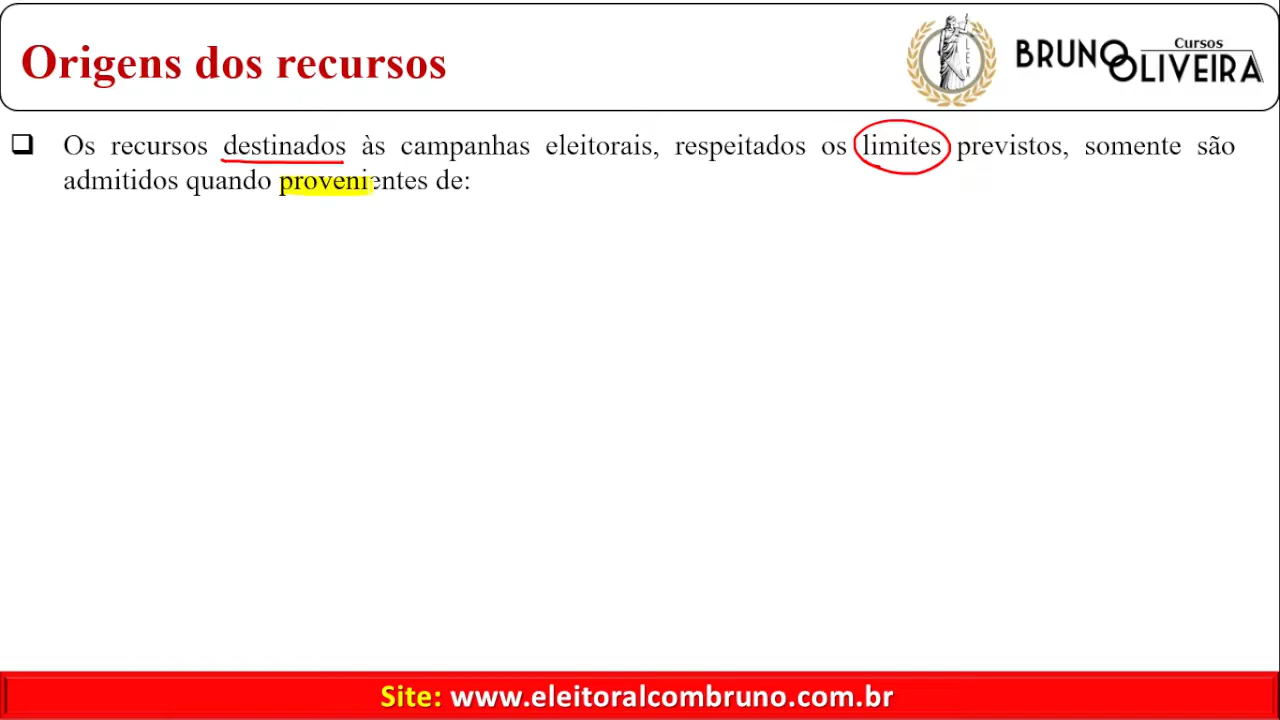 Origens dos recursos
Cursos
BRUNO OLIVEIRA
LEX
Os recursos destinados às campanhas eleitorais, respeitados os limites previstos, somente são
admitidos quando provenientes de:
Site: www.eleitoralcombruno.com.br